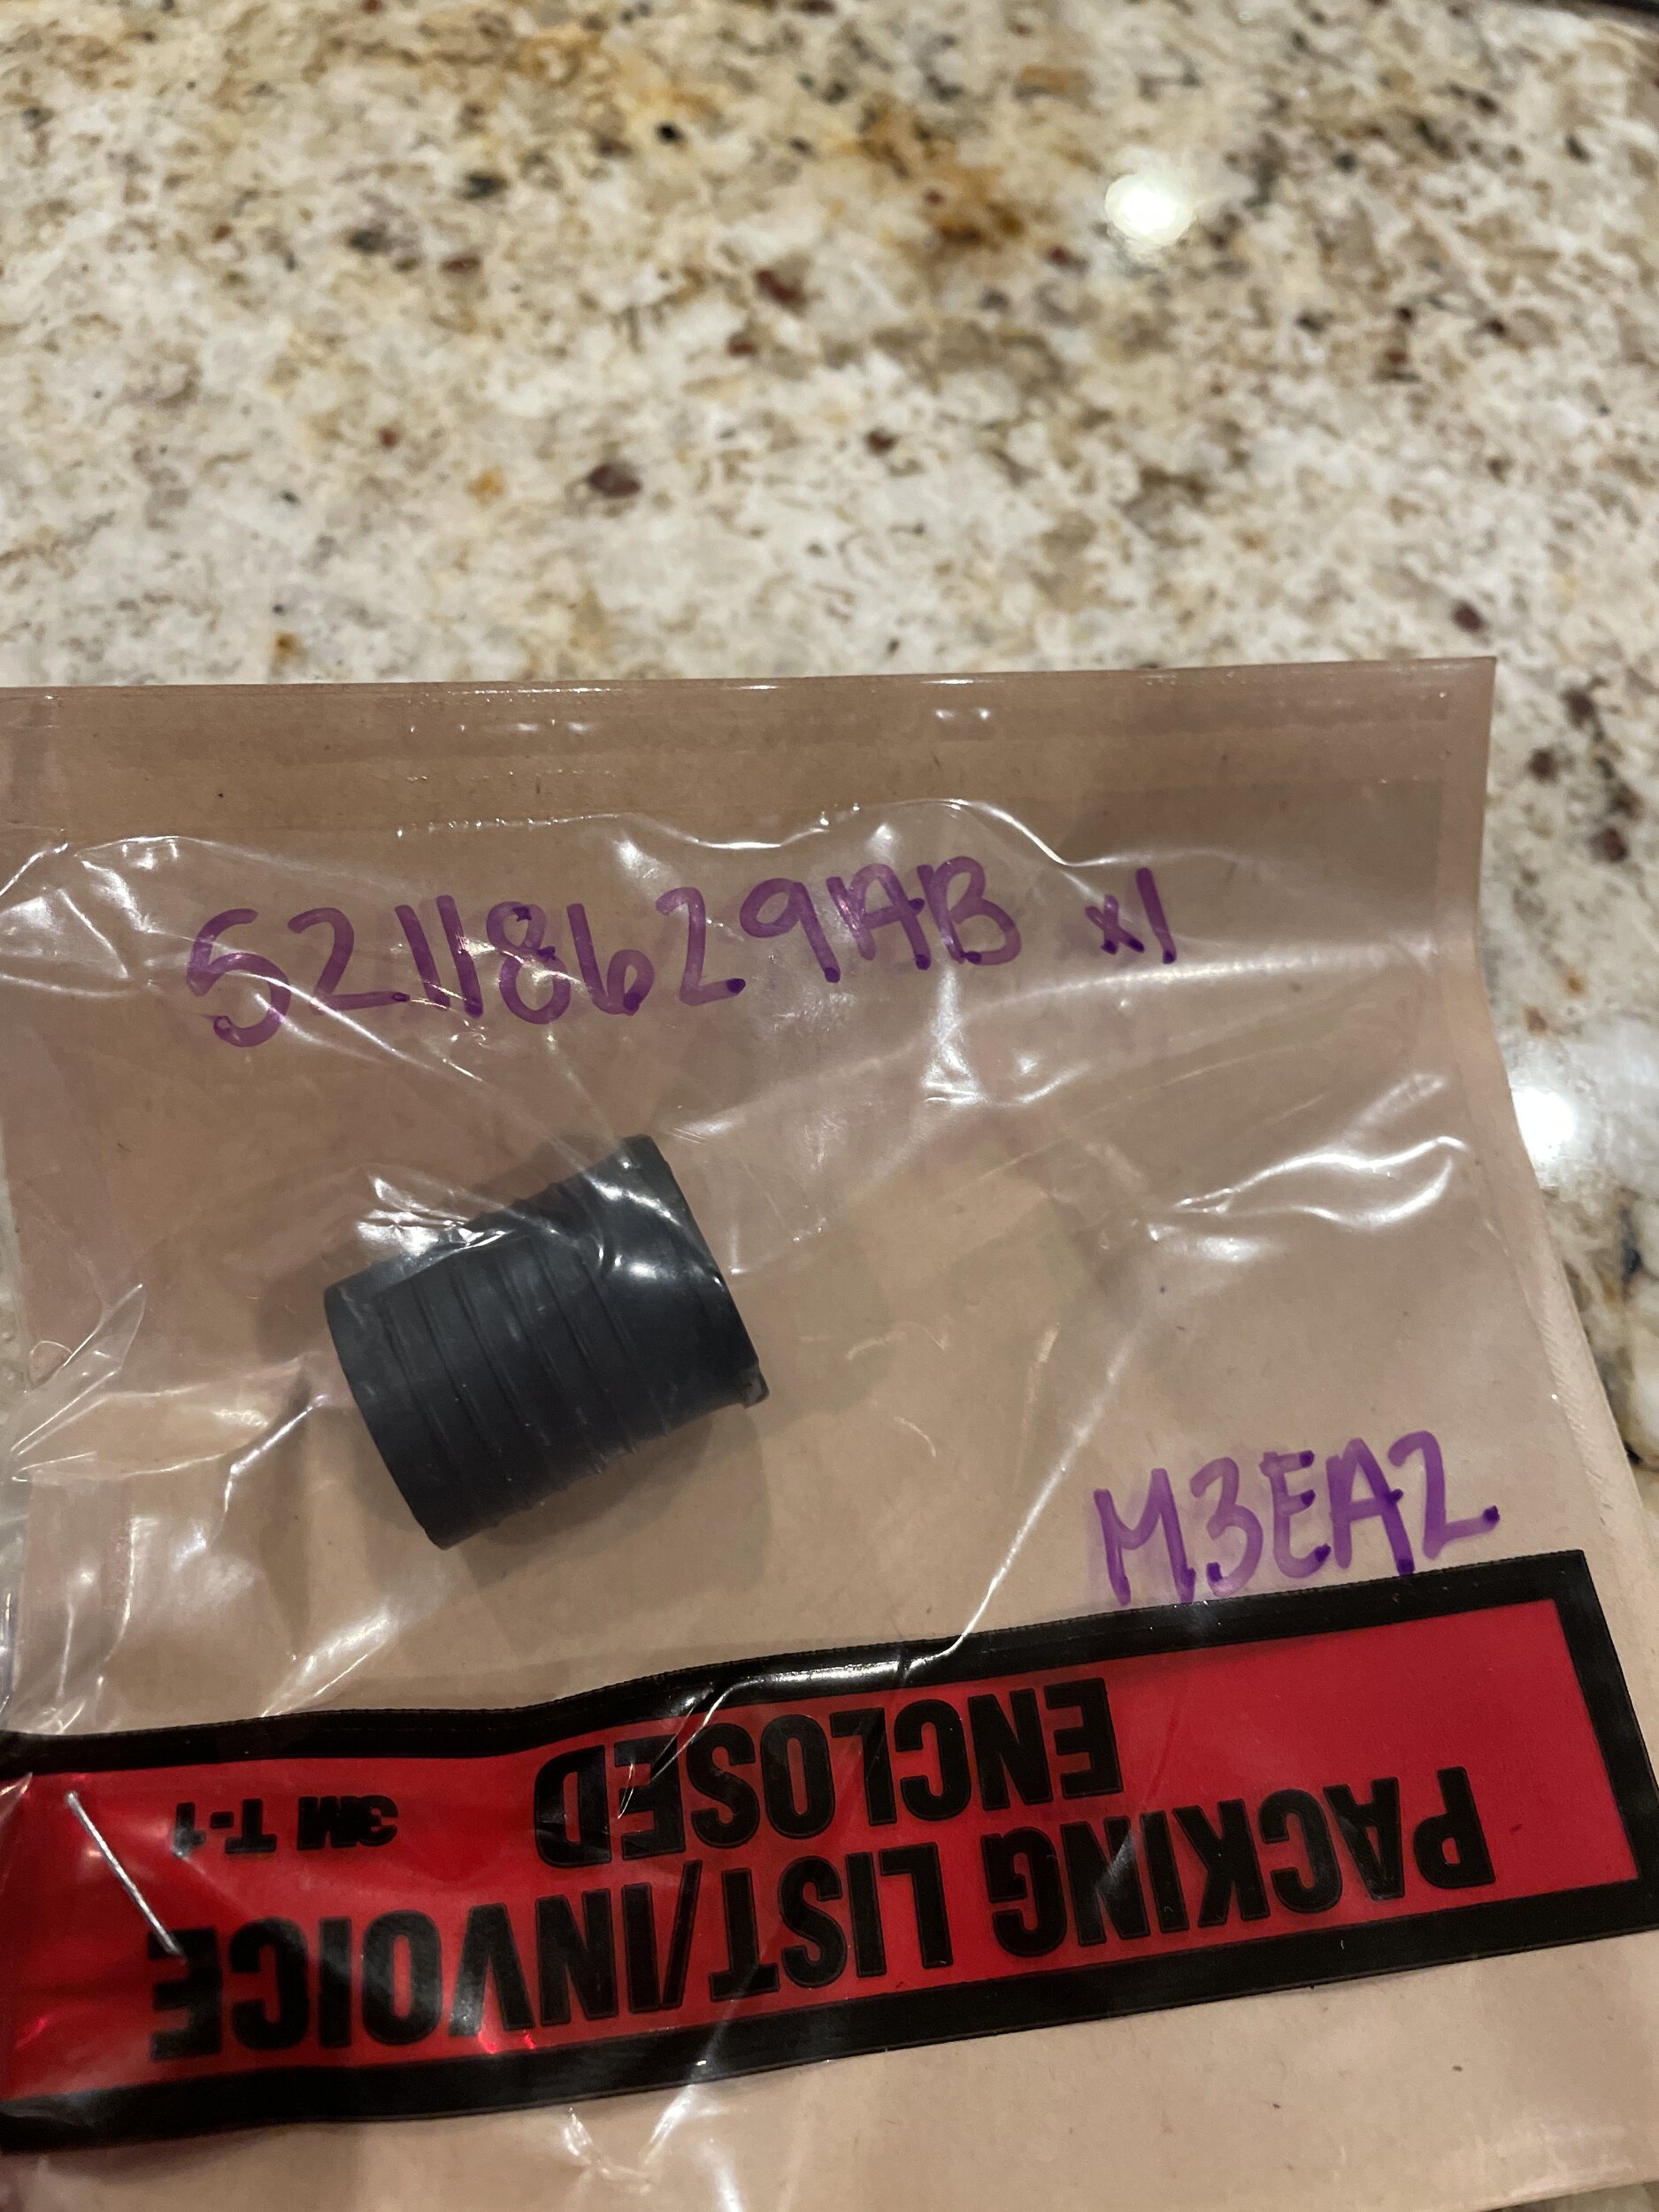 52118629AB x1
M3EA2
PACKING LIST/INVOICE
ENCLOSED
3M T-1